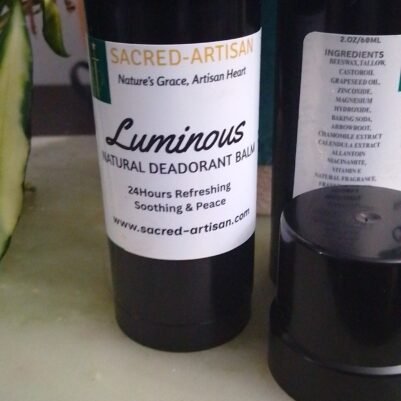 SACRED-ARTISAN
Nature's Grace, Artisan Heart
Luminous
NATURAL DEADORANT BALM
24Hours Refreshing
Soothing & Peace
www.sacred-artisan.com
2.OZ/60ML
INGREDIENTS
BEESWAX,TALLOW,
CASTOROIL
GRAPESEED OIL,
ZINCOXIDE,
MAGNESIUM
HYDROXIDE,
BAKING SODA,
ARROWROOT,
CHAMOMILE EXTRACT
CALENDULA EXTRACT
ALLANTOIN
NIACINAMITE,
VITAMIN E
NATURAL FRAGRANCE,